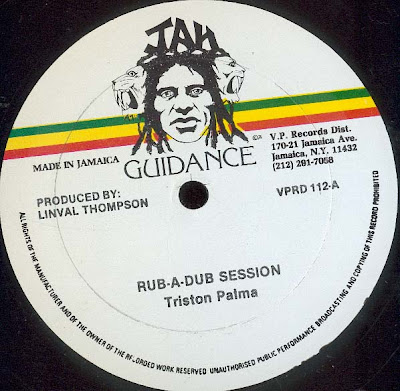 JAH
GUIDANCE
MADE IN JAMAICA
© V.P. Records Dist.
170-21 Jamaica Ave.
Jamaica, N.Y. 11432
(212) 291-7058
PRODUCED BY:
LINVAL THOMPSON
VPRD 112-A
RUB-A-DUB SESSION
Triston Palma
ALL RIGHTS OF THE MANUFACTURER AND OF THE OWNER OF THE RECORDED WORK RESERVED UNAUTHORISED PUBLIC PERFORMANCE BROADCASTING AND COPYING OF THIS RECORD PROHIBITED